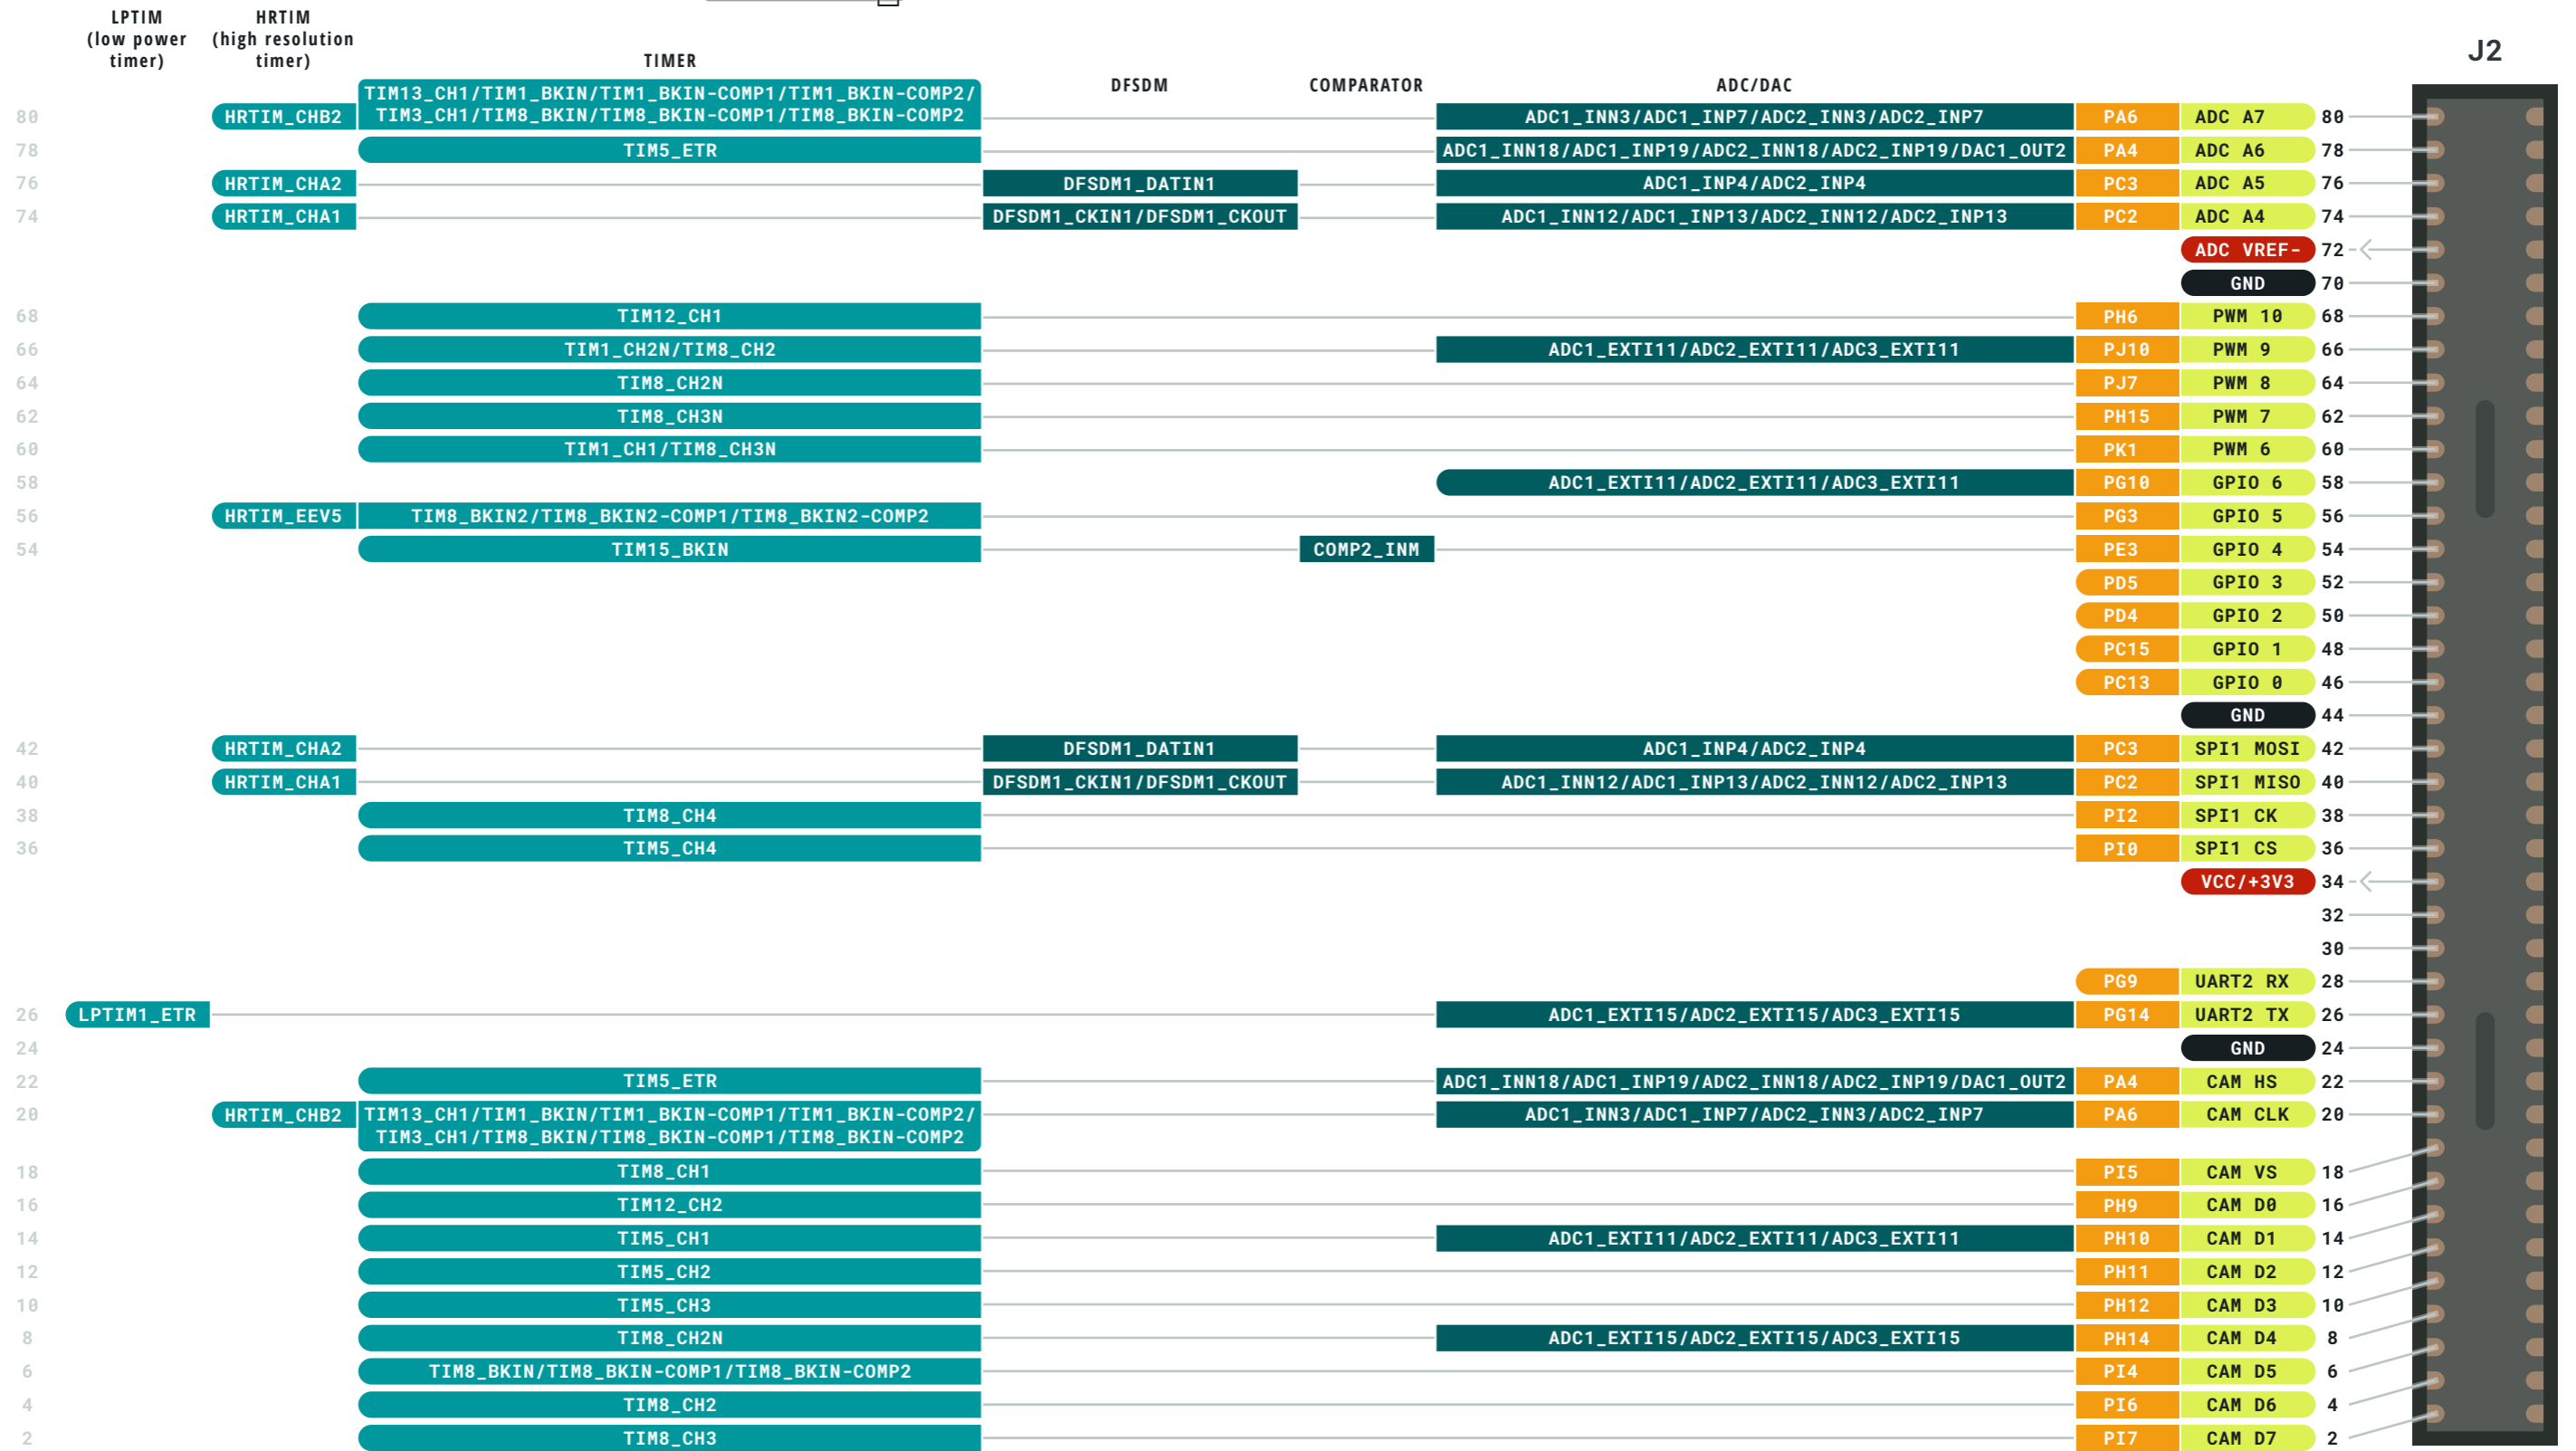 LPTIM
(low power
timer)
HRTIM
(high resolution
timer)
TIMER
DFSDM
COMPARATOR
ADC/DAC
J2
80 HRTIM_CHB2 TIM13_CH1/TIM1_BKIN/TIM1_BKIN-COMP1/TIM1_BKIN-COMP2/
TIM3_CH1/TIM8_BKIN/TIM8_BKIN-COMP1/TIM8_BKIN-COMP2 ADC1_INN3/ADC1_INP7/ADC2_INN3/ADC2_INP7 PA6 ADC A7 80
78 TIM5_ETR ADC1_INN18/ADC1_INP19/ADC2_INN18/ADC2_INP19/DAC1_OUT2 PA4 ADC A6 78
76 HRTIM_CHA2 DFSDM1_DATIN1 ADC1_INP4/ADC2_INP4 PC3 ADC A5 76
74 HRTIM_CHA1 DFSDM1_CKIN1/DFSDM1_CKOUT ADC1_INN12/ADC1_INP13/ADC2_INN12/ADC2_INP13 PC2 ADC A4 74
ADC VREF- 72
GND 70
68 TIM12_CH1 PH6 PWM 10 68
66 TIM1_CH2N/TIM8_CH2 ADC1_EXTI11/ADC2_EXTI11/ADC3_EXTI11 PJ10 PWM 9 66
64 TIM8_CH2N PJ7 PWM 8 64
62 TIM8_CH3N PH15 PWM 7 62
60 TIM1_CH1/TIM8_CH3N PK1 PWM 6 60
58 ADC1_EXTI11/ADC2_EXTI11/ADC3_EXTI11 PG10 GPIO 6 58
56 HRTIM_EEV5 TIM8_BKIN2/TIM8_BKIN2-COMP1/TIM8_BKIN2-COMP2 PG3 GPIO 5 56
54 TIM15_BKIN COMP2_INM PE3 GPIO 4 54
PD5 GPIO 3 52
PD4 GPIO 2 50
PC15 GPIO 1 48
PC13 GPIO 0 46
GND 44
42 HRTIM_CHA2 DFSDM1_DATIN1 ADC1_INP4/ADC2_INP4 PC3 SPI1 MOSI 42
40 HRTIM_CHA1 DFSDM1_CKIN1/DFSDM1_CKOUT ADC1_INN12/ADC1_INP13/ADC2_INN12/ADC2_INP13 PC2 SPI1 MISO 40
38 TIM8_CH4 PI2 SPI1 CK 38
36 TIM5_CH4 PI0 SPI1 CS 36
VCC/+3V3 34
32
30
PG9 UART2 RX 28
26 LPTIM1_ETR ADC1_EXTI15/ADC2_EXTI15/ADC3_EXTI15 PG14 UART2 TX 26
24 GND 24
22 TIM5_ETR ADC1_INN18/ADC1_INP19/ADC2_INN18/ADC2_INP19/DAC1_OUT2 PA4 CAM HS 22
20 HRTIM_CHB2 TIM13_CH1/TIM1_BKIN/TIM1_BKIN-COMP1/TIM1_BKIN-COMP2/ ADC1_INN3/ADC1_INP7/ADC2_INN3/ADC2_INP7 PA6 CAM CLK 20
TIM3_CH1/TIM8_BKIN/TIM8_BKIN-COMP1/TIM8_BKIN-COMP2
18 TIM8_CH1 PI5 CAM VS 18
16 TIM12_CH2 PH9 CAM D0 16
14 TIM5_CH1 ADC1_EXTI11/ADC2_EXTI11/ADC3_EXTI11 PH10 CAM D1 14
12 TIM5_CH2 PH11 CAM D2 12
10 TIM5_CH3 PH12 CAM D3 10
8 TIM8_CH2N ADC1_EXTI15/ADC2_EXTI15/ADC3_EXTI15 PH14 CAM D4 8
6 TIM8_BKIN/TIM8_BKIN-COMP1/TIM8_BKIN-COMP2 PI4 CAM D5 6
4 TIM8_CH2 PI6 CAM D6 4
2 TIM8_CH3 PI7 CAM D7 2